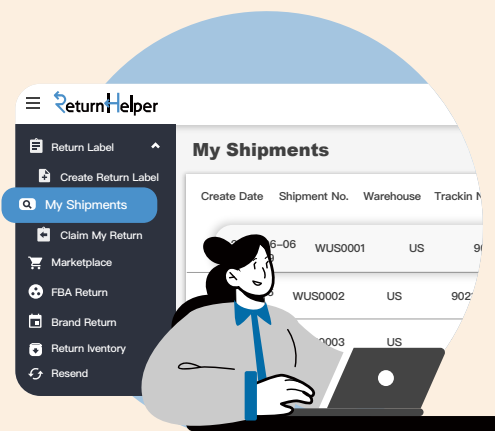 ReturnHelper
Return Label
Create Return Label
My Shipments
Claim My Return
Marketplace
FBA Return
Brand Return
Return Iventory
Resend
My Shipments
Create Date Shipment No. Warehouse Trackin
WUS0001 US
WUS0002 US
US